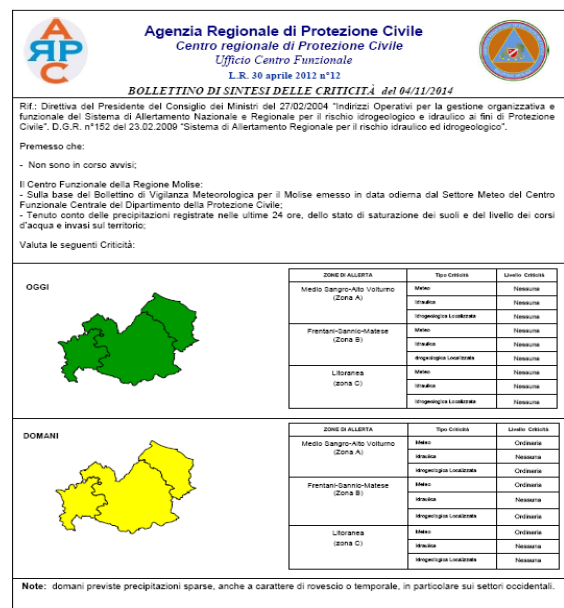 ARPC
Agenzia Regionale di Protezione Civile
Centro regionale di Protezione Civile
Ufficio Centro Funzionale
L.R. 30 aprile 2012 n°12
BOLLETTINO DI SINTESI DELLE CRITICITÀ del 04/11/2014
Rif.: Direttiva del Presidente del Consiglio dei Ministri del 27/02/2004 "Indirizzi Operativi per la gestione organizzativa e
funzionale del Sistema di Allertamento Nazionale e Regionale per il rischio idrogeologico e idraulico ai fini di Protezione
Civile". D.G.R. n°152 del 23.02.2009 "Sistema di Allertamento Regionale per il rischio idraulico ed idrogeologico".
Premesso che:
- Non sono in corso avvisi;
Il Centro Funzionale della Regione Molise:
- Sulla base del Bollettino di Vigilanza Meteorologica per il Molise emesso in data odierna dal Settore Meteo del Centro
Funzionale Centrale del Dipartimento della Protezione Civile;
- Tenuto conto delle precipitazioni registrate nelle ultime 24 ore, dello stato di saturazione dei suoli e del livello dei corsi
d'acqua e invasi sul territorio;
Valuta le seguenti Criticità:
OGGI
ZONE DI ALLERTA Tipo Criticità Livello Criticità
Medio Sangro-Alto Volturno
(Zona A)
Meteo Nessuna
Idraulica Nessuna
Idrogeologica Localizzata Nessuna
Frentani-Sannio-Matese
(Zona B)
Meteo Nessuna
Idraulica Nessuna
drogeologica Localizzata Nessuna
Litoranea
(zona C)
Meteo Nessuna
Idraulica Nessuna
Idrogeologica Localizzata Nessuna
DOMANI
ZONE DI ALLERTA Tipo Criticità Livello Criticità
Medio Sangro-Alto Volturno
(Zona A)
Meteo Ordinaria
Idraulica Nessuna
Idrogeologica Localizzata Ordinaria
Frentani-Sannio-Matese
(Zona B)
Meteo Ordinaria
Idraulica Nessuna
Idrogeologica Localizzata Ordinaria
Litoranea
(zona C)
Meteo Ordinaria
Idraulica Nessuna
Idrogeologica Localizzata Ordinaria
Note: domani previste precipitazioni sparse, anche a carattere di rovescio o temporale, in particolare sui settori occidentali.